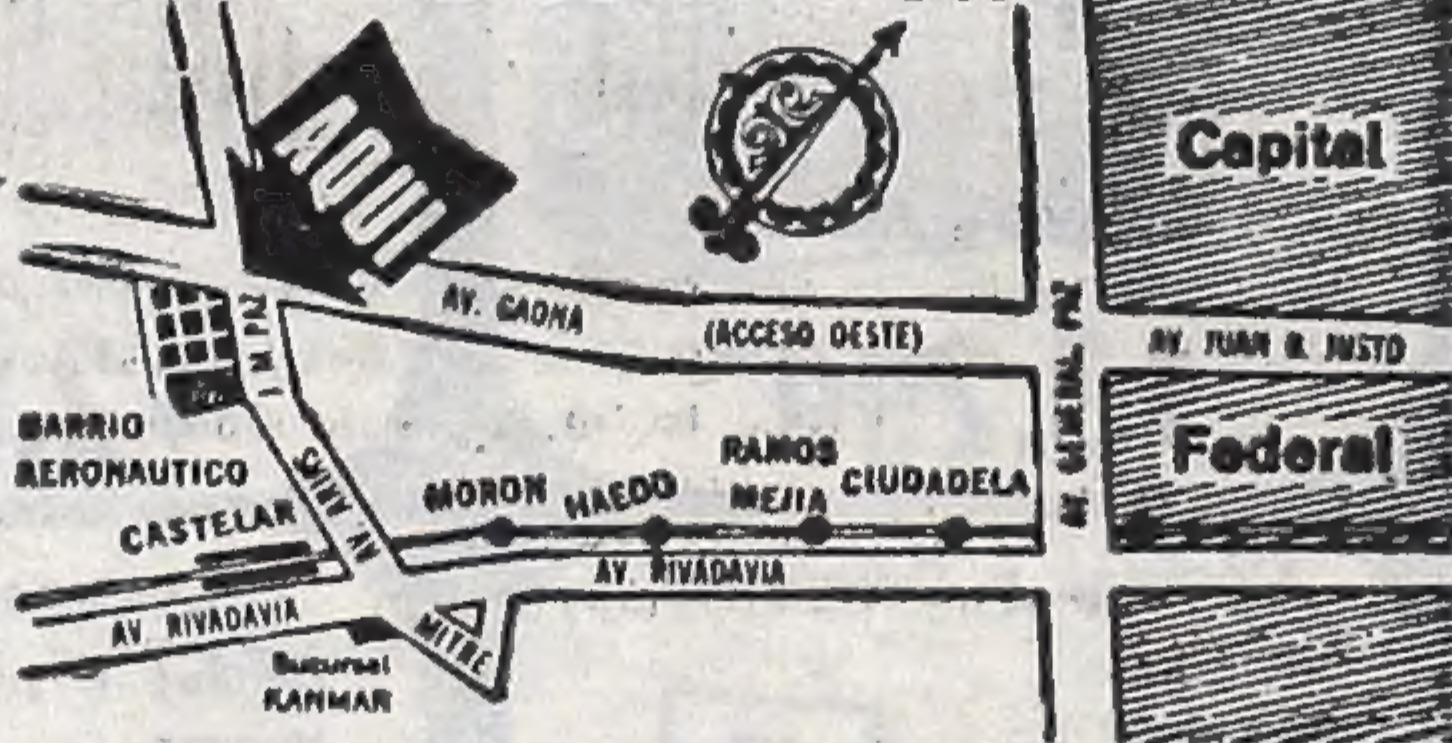 AQUI
Capital
AV. GAONA
(ACCESO OESTE)
AV. JUAN B. JUSTO
Federal
BARRIO
AERONAUTICO
CASTELAR
MORON
HAEDO
RAMOS
MEJIA
CIUDADELA
AV. RIVADAVIA
AV. RIVADAVIA
MITRE
Sucursal
KANMAR